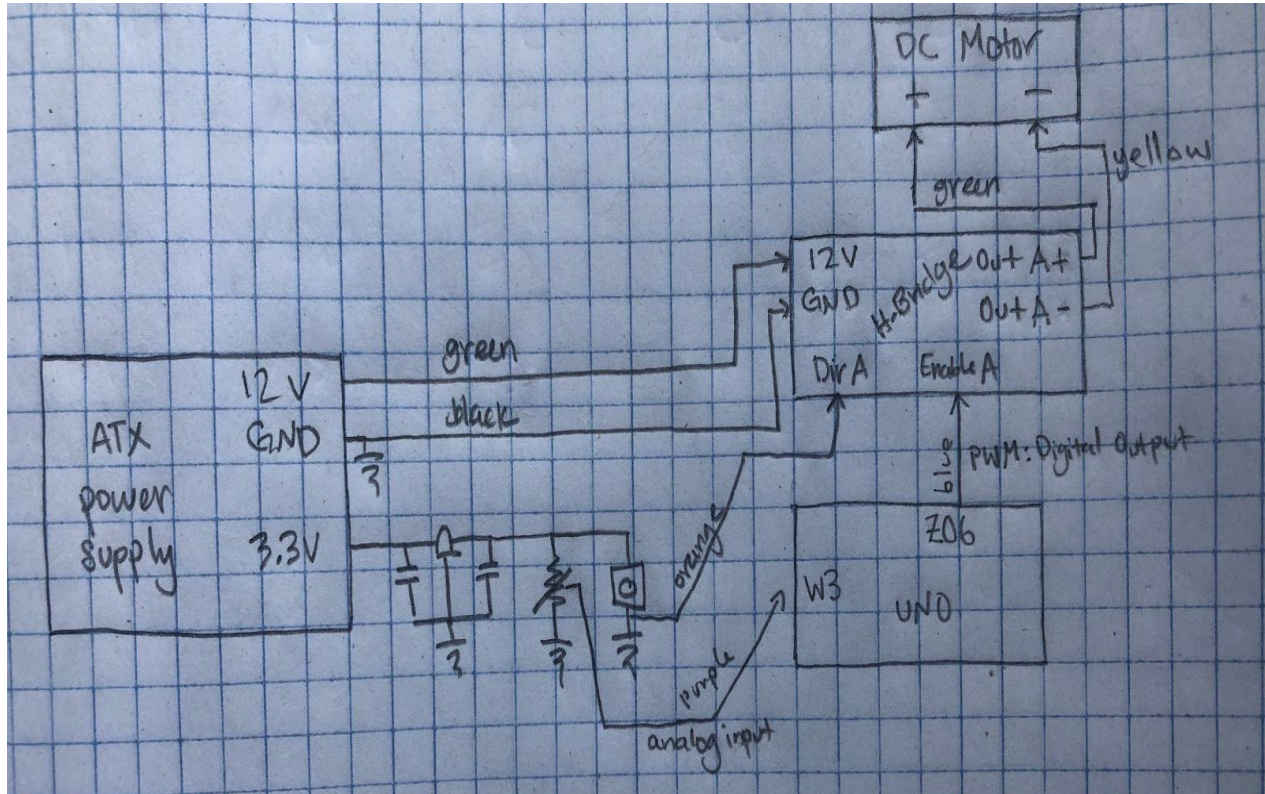 DC Motor
+ -
yellow
green
12V
H-Bridge
Out A+
GND
Out A-
Dir A
Enable A
green
12 V
black
ATX
GND
power
supply
3.3V
blue
PWM: Digital Output
orange
Z06
W3
UNO
purple
analog input